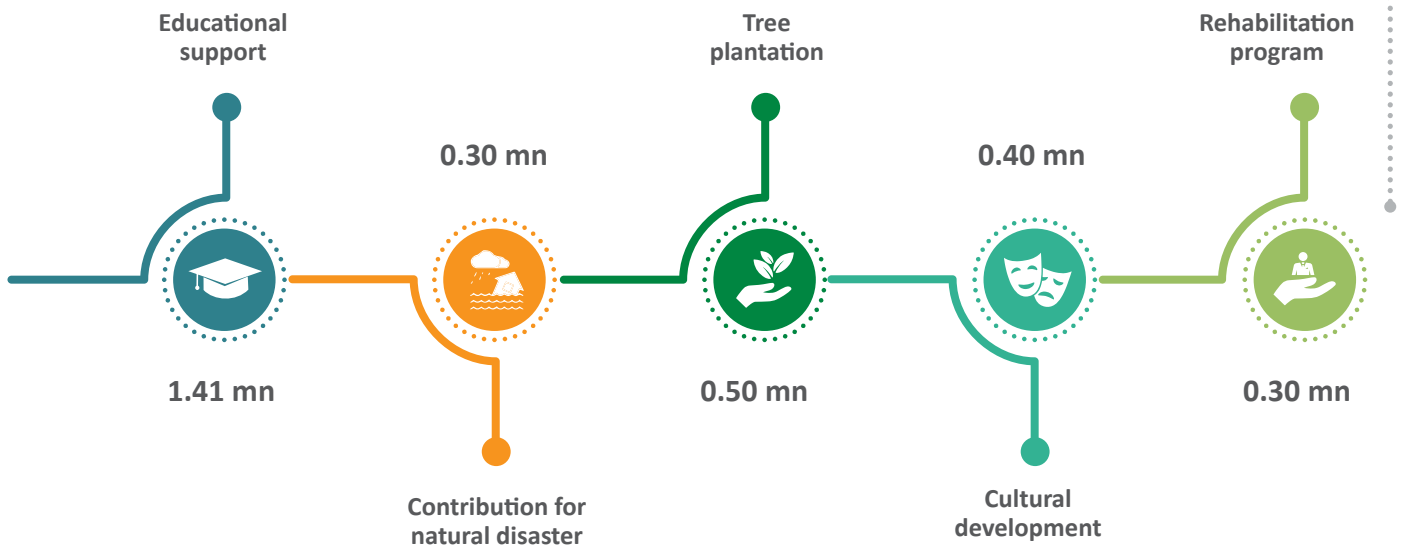 Educational
support
1.41 mn
0.30 mn
Contribution for
natural disaster
Tree
plantation
0.50 mn
0.40 mn
Cultural
development
Rehabilitation
program
0.30 mn